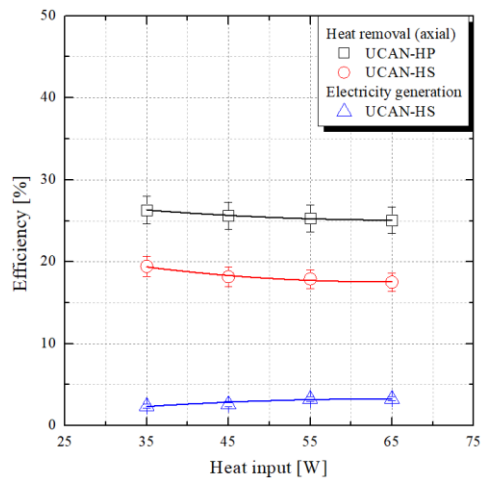 50
40
30
20
10
0
Efficiency [%]
Heat removal (axial)
UCAN-HP
UCAN-HS
Electricity generation
UCAN-HS
25 35 45 55 65 75
Heat input [W]